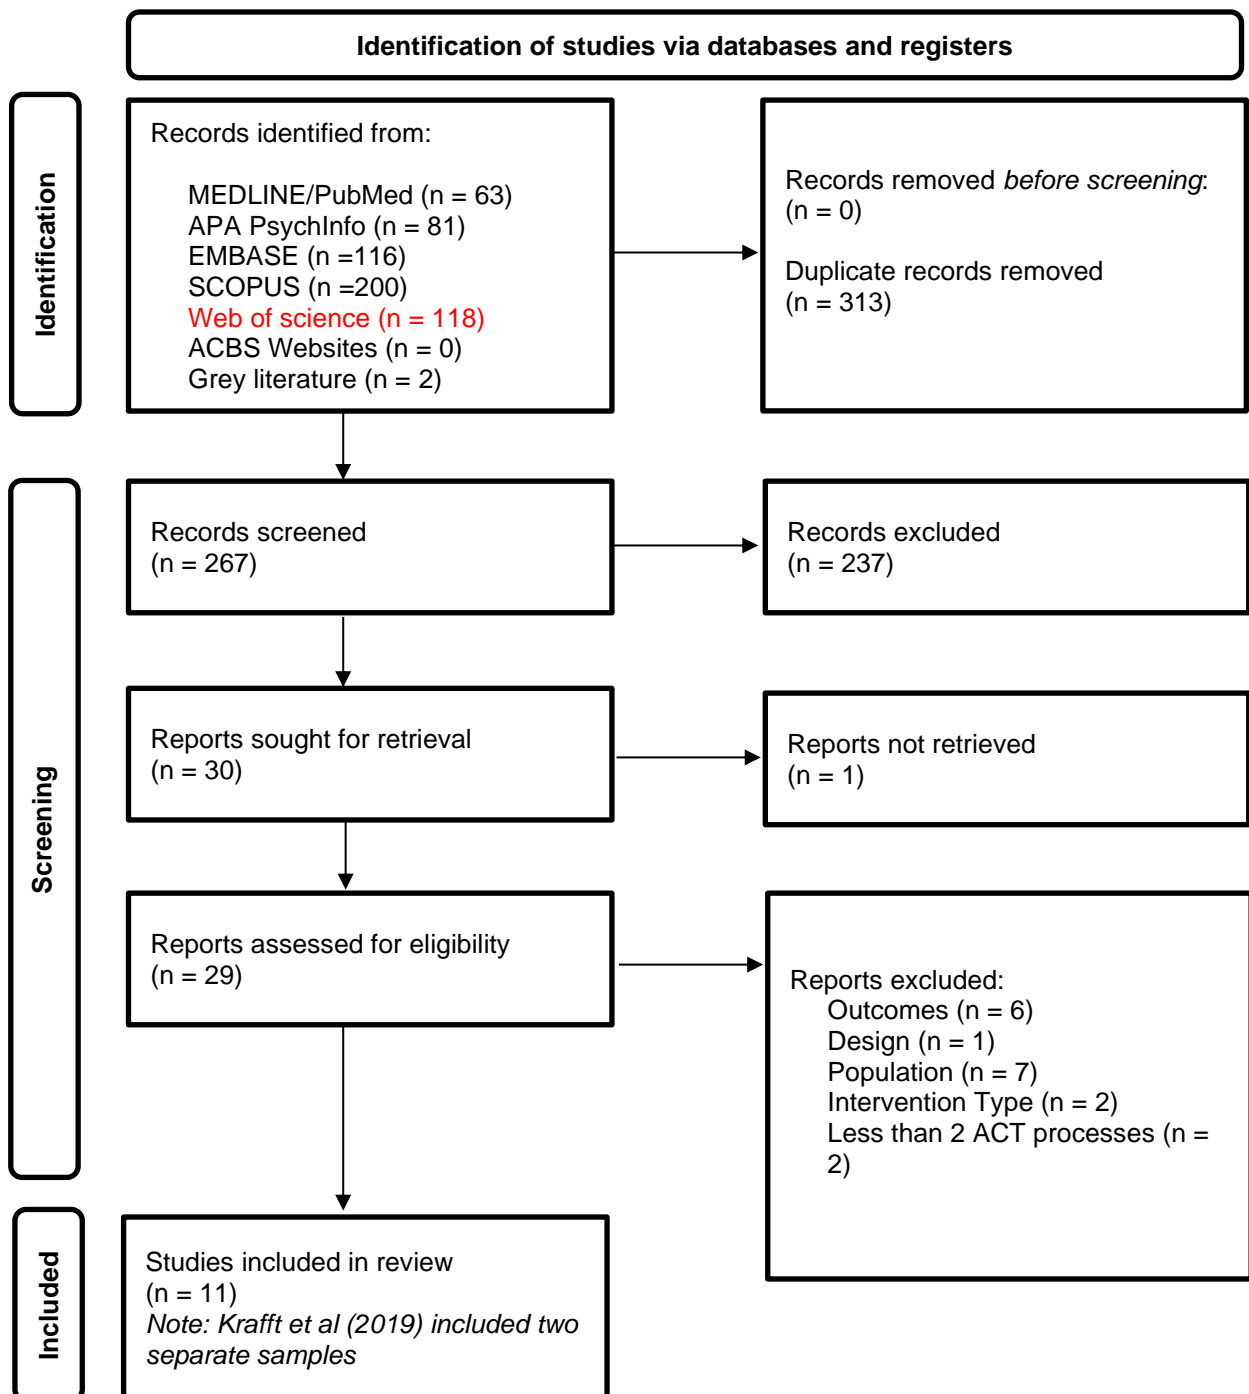 Identification of studies via databases and registers
Identification
Records identified from:
MEDLINE/PubMed (n = 63)
APA PsychInfo (n = 81)
EMBASE (n =116)
SCOPUS (n =200)
Web of science (n = 118)
ACBS Websites (n = 0)
Grey literature (n = 2)
Records removed before screening:
(n = 0)
Duplicate records removed
(n = 313)
Screening
Records screened
(n = 267)
Records excluded
(n = 237)
Reports sought for retrieval
(n = 30)
Reports not retrieved
(n = 1)
Reports assessed for eligibility
(n = 29)
Reports excluded:
Outcomes (n = 6)
Design (n = 1)
Population (n = 7)
Intervention Type (n = 2)
Less than 2 ACT processes (n =
2)
Included
Studies included in review
(n = 11)
Note: Krafft et al (2019) included two
separate samples